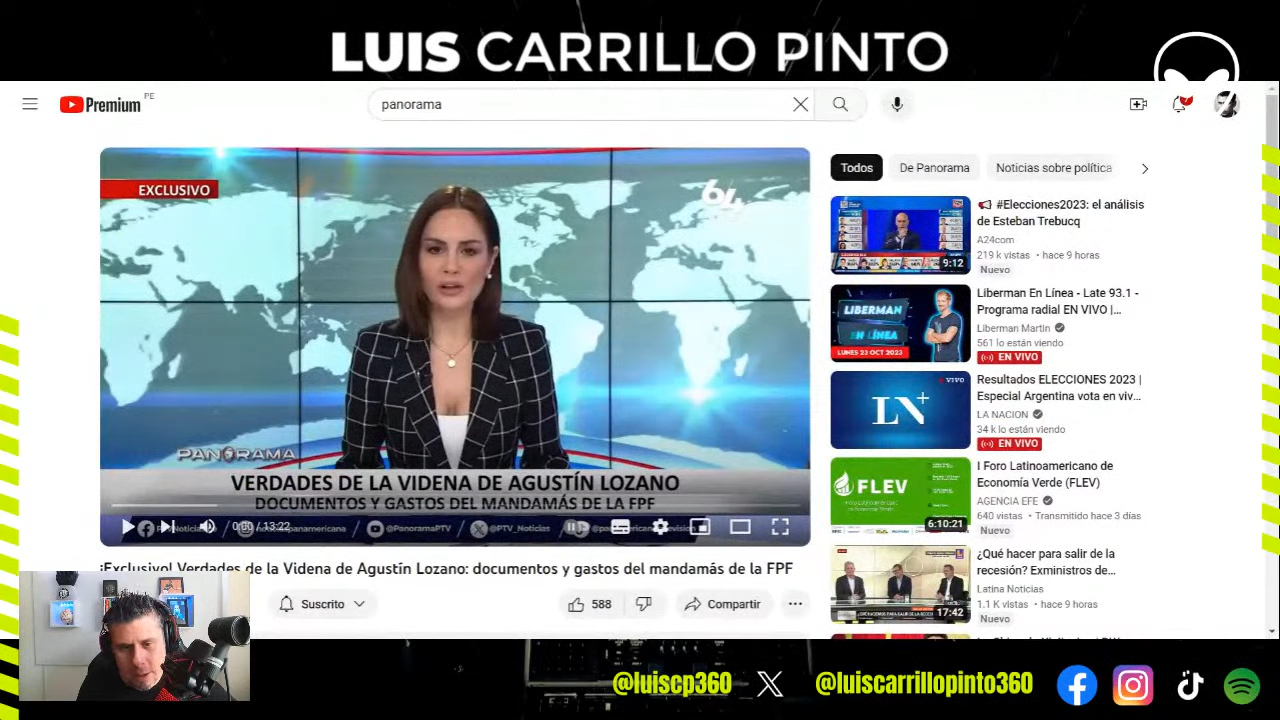 LUIS CARRILLO PINTO
Premium PE
panorama
EXCLUSIVO
64
PANORAMA
VERDADES DE LA VIDENA DE AGUSTÍN LOZANO
DOCUMENTOS Y GASTOS DEL MANDAMÁS DE LA FPF
0:00 / 13:22
@PanoramaPTV
@PTV_Noticias
¡Exclusivo! Verdades de la Videna de Agustín Lozano: documentos y gastos del mandamás de la FPF
Suscrito
588
Compartir
Todos
De Panorama
Noticias sobre política
#Elecciones2023: el análisis
de Esteban Trebucq
A24com
219 k vistas • hace 9 horas
Nuevo
9:12
LIBERMAN
EN LÍNEA
LUNES 23 OCT 2023
Liberman En Línea - Late 93.1 -
Programa radial EN VIVO |...
Liberman Martin
561 lo están viendo
EN VIVO
VIVO
LN+
Resultados ELECCIONES 2023 |
Especial Argentina vota en viv...
LA NACION
34 k lo están viendo
EN VIVO
FLEV
6:10:21
I Foro Latinoamericano de
Economía Verde (FLEV)
AGENCIA EFE
640 vistas • Transmitido hace 3 días
Nuevo
17:42
¿Qué hacer para salir de la
recesión? Exministros de...
Latina Noticias
1.1 K vistas • hace 9 horas
Nuevo
@luiscp360
@luiscarrillopinto360